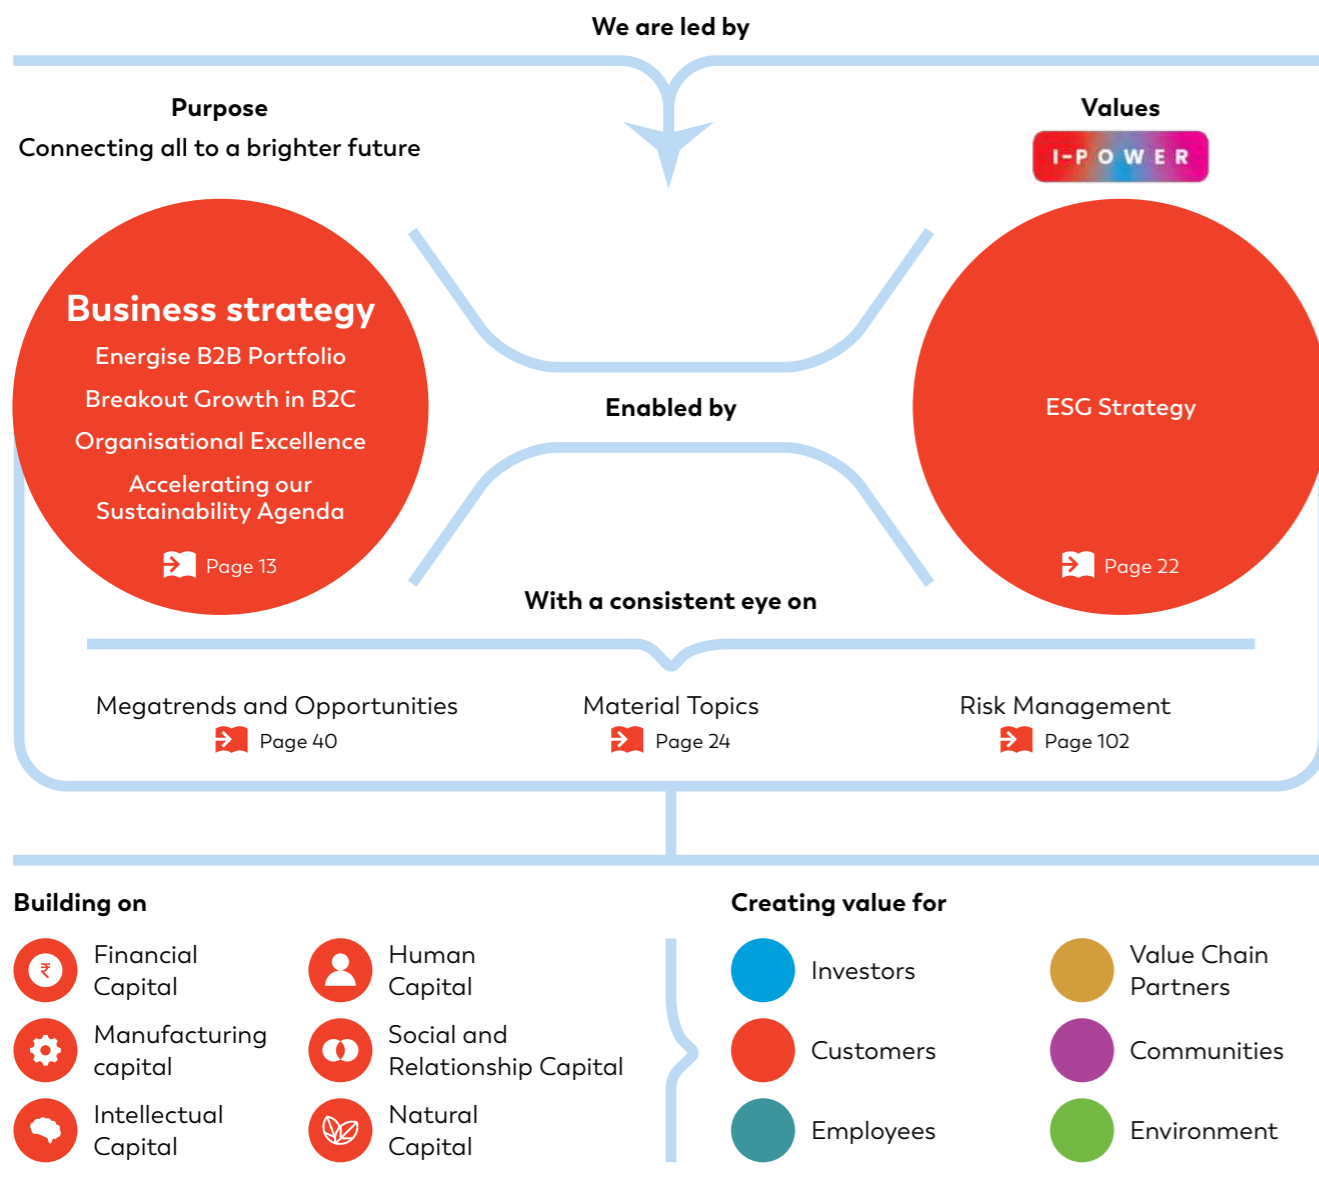 We are led by
Purpose
Connecting all to a brighter future
Values
I-POWER
Business strategy
Energise B2B Portfolio
Breakout Growth in B2C
Organisational Excellence
Accelerating our
Sustainability Agenda
Page 13
Enabled by
ESG Strategy
Page 22
With a consistent eye on
Megatrends and Opportunities
Page 40
Material Topics
Page 24
Risk Management
Page 102
Building on
₹
Financial
Capital
Human
Capital
Manufacturing
capital
Social and
Relationship Capital
Intellectual
Capital
Natural
Capital
Creating value for
Investors
Value Chain
Partners
Customers
Communities
Employees
Environment